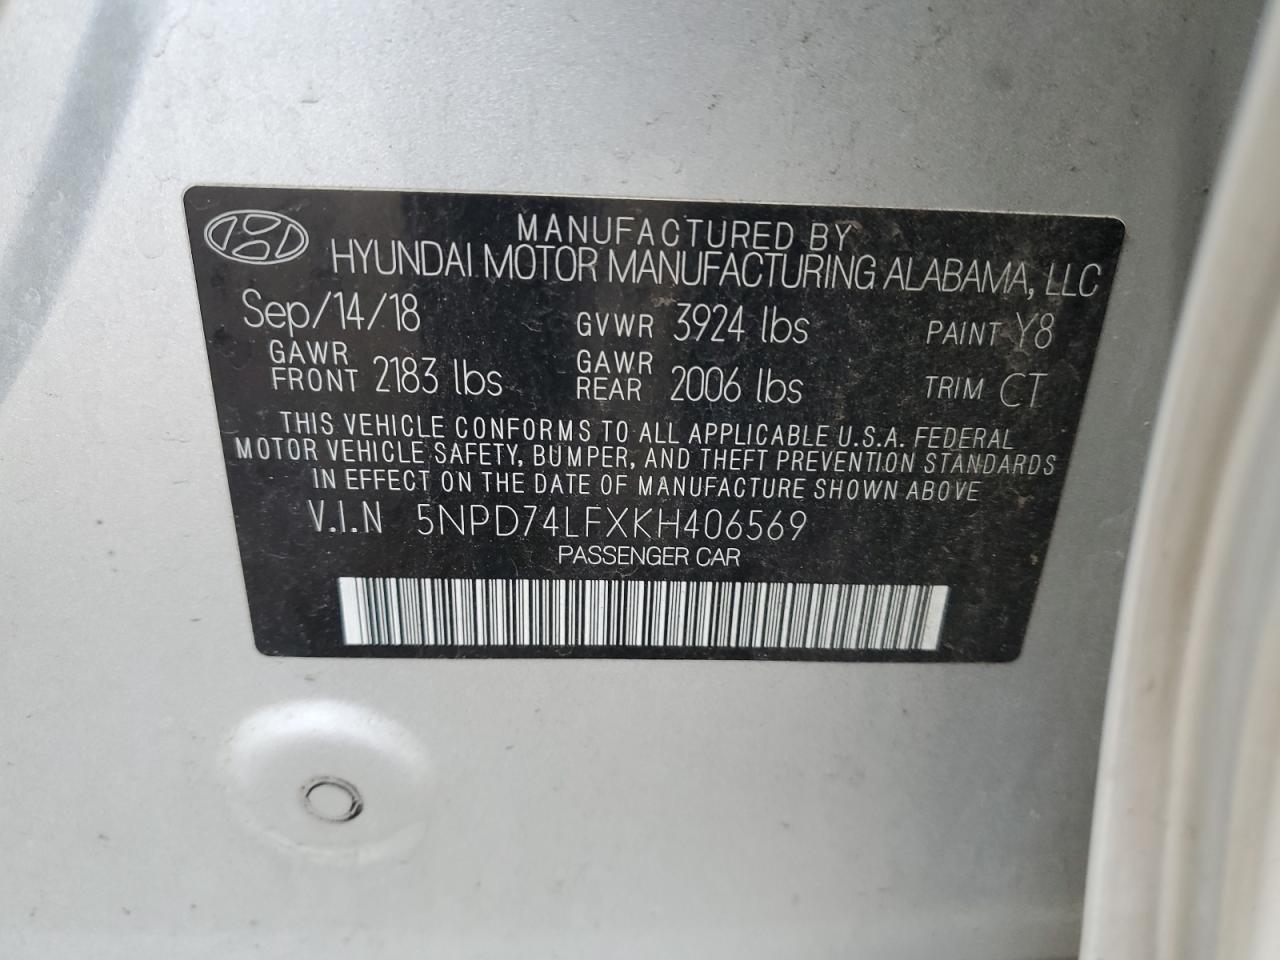 MANUFACTURED BY
HYUNDAI MOTOR MANUFACTURING ALABAMA, LLC
Sep/14/18 GVWR 3924 lbs PAINT Y8
GAWR FRONT 2183 lbs GAWR REAR 2006 lbs TRIM CT
THIS VEHICLE CONFORMS TO ALL APPLICABLE U.S.A. FEDERAL
MOTOR VEHICLE SAFETY, BUMPER, AND THEFT PREVENTION STANDARDS
IN EFFECT ON THE DATE OF MANUFACTURE SHOWN ABOVE
V.I.N 5NPD74LFXKH406569
PASSENGER CAR